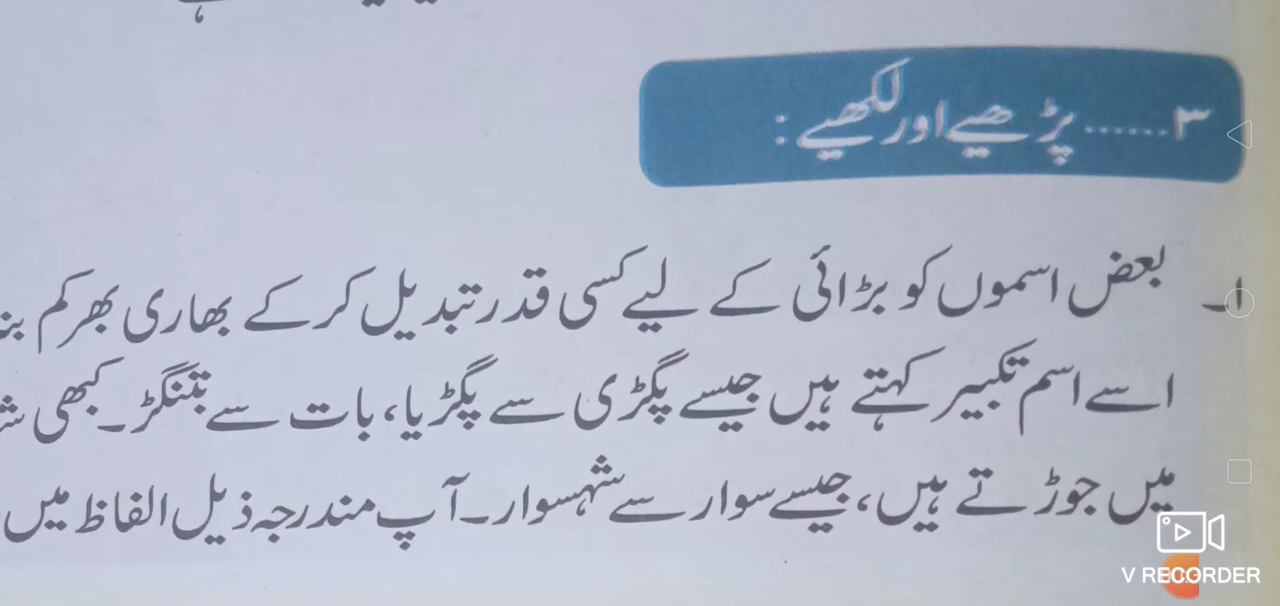 ۳......پڑھیے اور لکھیے:
۱۔ بعض اسموں کو بڑائی کے لیے کسی قدر تبدیل کر کے بھاری بھر کم
اسے اسم تکبیر کہتے ہیں جیسے پگڑی سے پگڑیا، بات سے بتنگڑ۔ کبھی
میں جوڑتے ہیں، جیسے سوار سے شہسوار۔ آپ مندرجہ ذیل الفاظ میں
V RECORDER